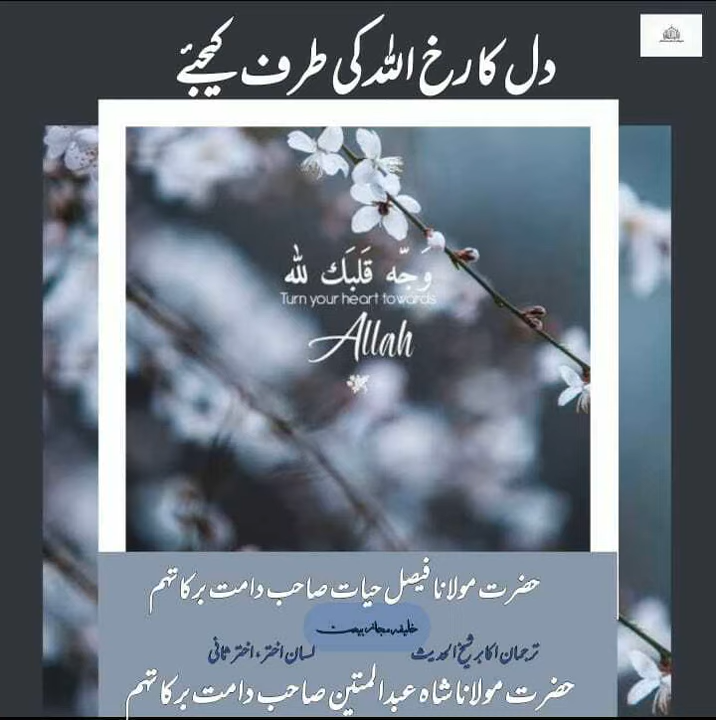 دل کا رخ اللہ کی طرف کیجئے
وَجِّه قَلبَك لله
Turn your heart towards
Allah
حضرت مولانا فیصل حیات صاحب دامت برکاتہم
خلیفہ مجاز بیعت
ترجمان اکابر شیخ الحدیث لسان اختر، اختر ثانی
حضرت مولانا شاہ عبدالمتین صاحب دامت برکاتہم